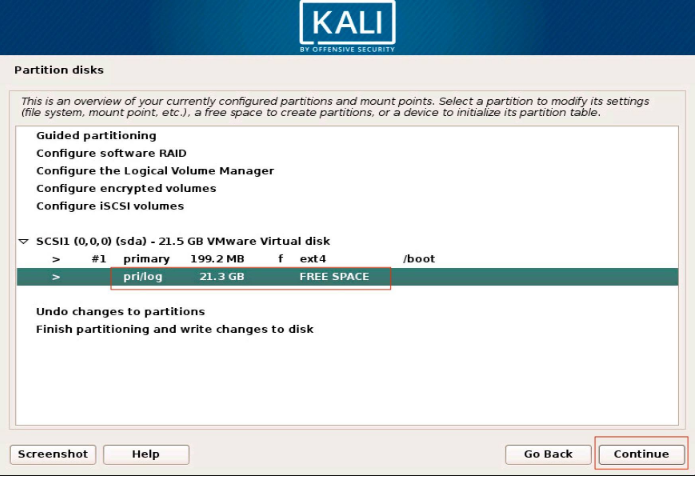 KALI
BY OFFENSIVE SECURITY
Partition disks
This is an overview of your currently configured partitions and mount points. Select a partition to modify its settings
(file system, mount point, etc.), a free space to create partitions, or a device to initialize its partition table.
Guided partitioning
Configure software RAID
Configure the Logical Volume Manager
Configure encrypted volumes
Configure iSCSI volumes
SCSI1 (0,0,0) (sda) - 21.5 GB VMware Virtual disk
> #1 primary 199.2 MB f ext4 /boot
> pri/log 21.3 GB FREE SPACE
Undo changes to partitions
Finish partitioning and write changes to disk
Screenshot Help Go Back Continue